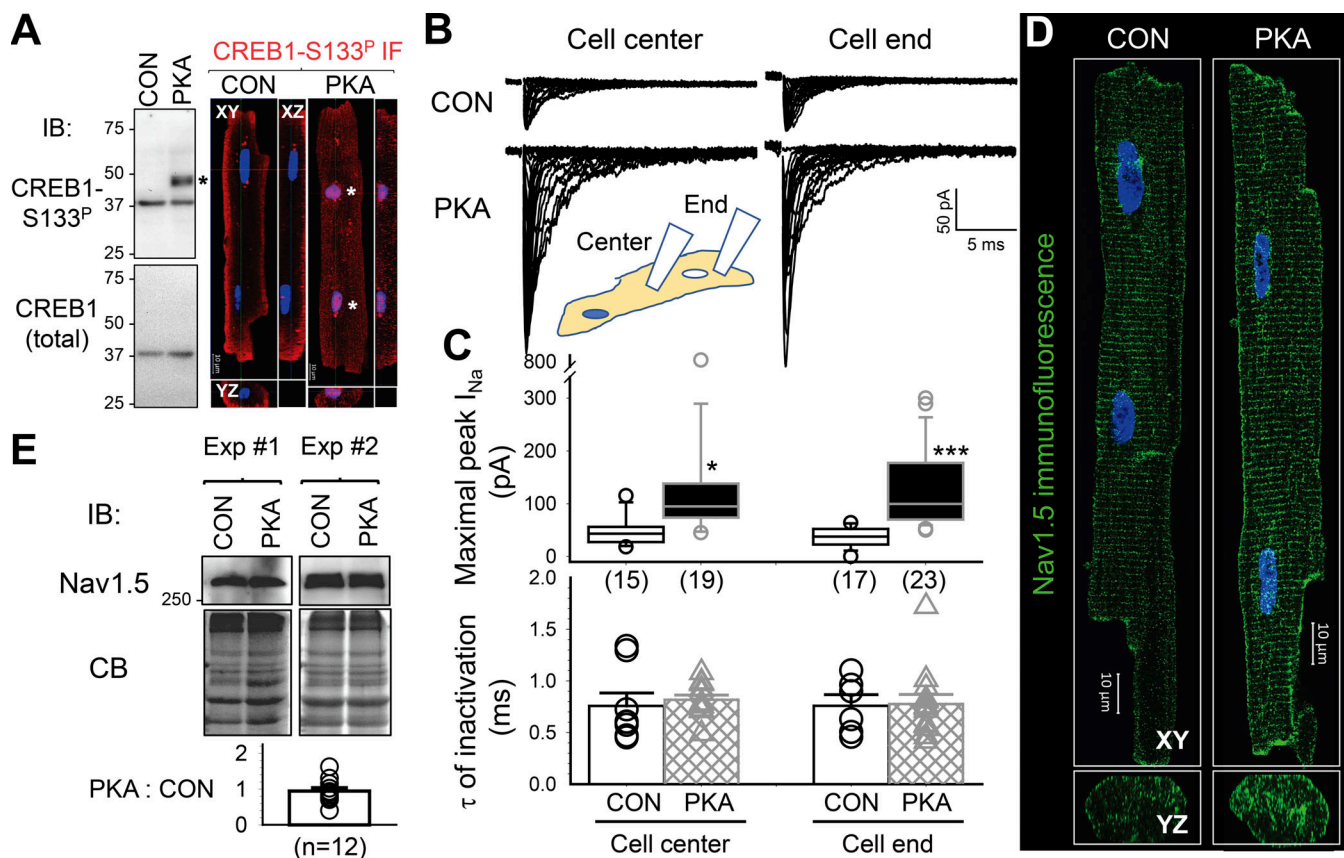 A
CREB1-S133ᴾ IF
CON
PKA
CON
PKA
XY
XZ
IB:
75
50
*
CREB1-
S133ᴾ
37
*
25
75
CREB1
(total)
50
*
37
25
10 µm
10 µm
YZ
B
Cell center
Cell end
CON
PKA
50 pA
5 ms
Center
End
C
Maximal peak I_Na
(pA)
800
300
200
100
0
*
***
(15)
(19)
(17)
(23)
τ of inactivation
(ms)
2.0
1.5
1.0
0.5
0.0
CON
PKA
CON
PKA
Cell center
Cell end
D
CON
PKA
Nav1.5 immunofluorescence
10 µm
10 µm
XY
YZ
E
Exp #1
Exp #2
IB:
CON
PKA
CON
PKA
Nav1.5
250
CB
PKA : CON
2
1
0
(n=12)